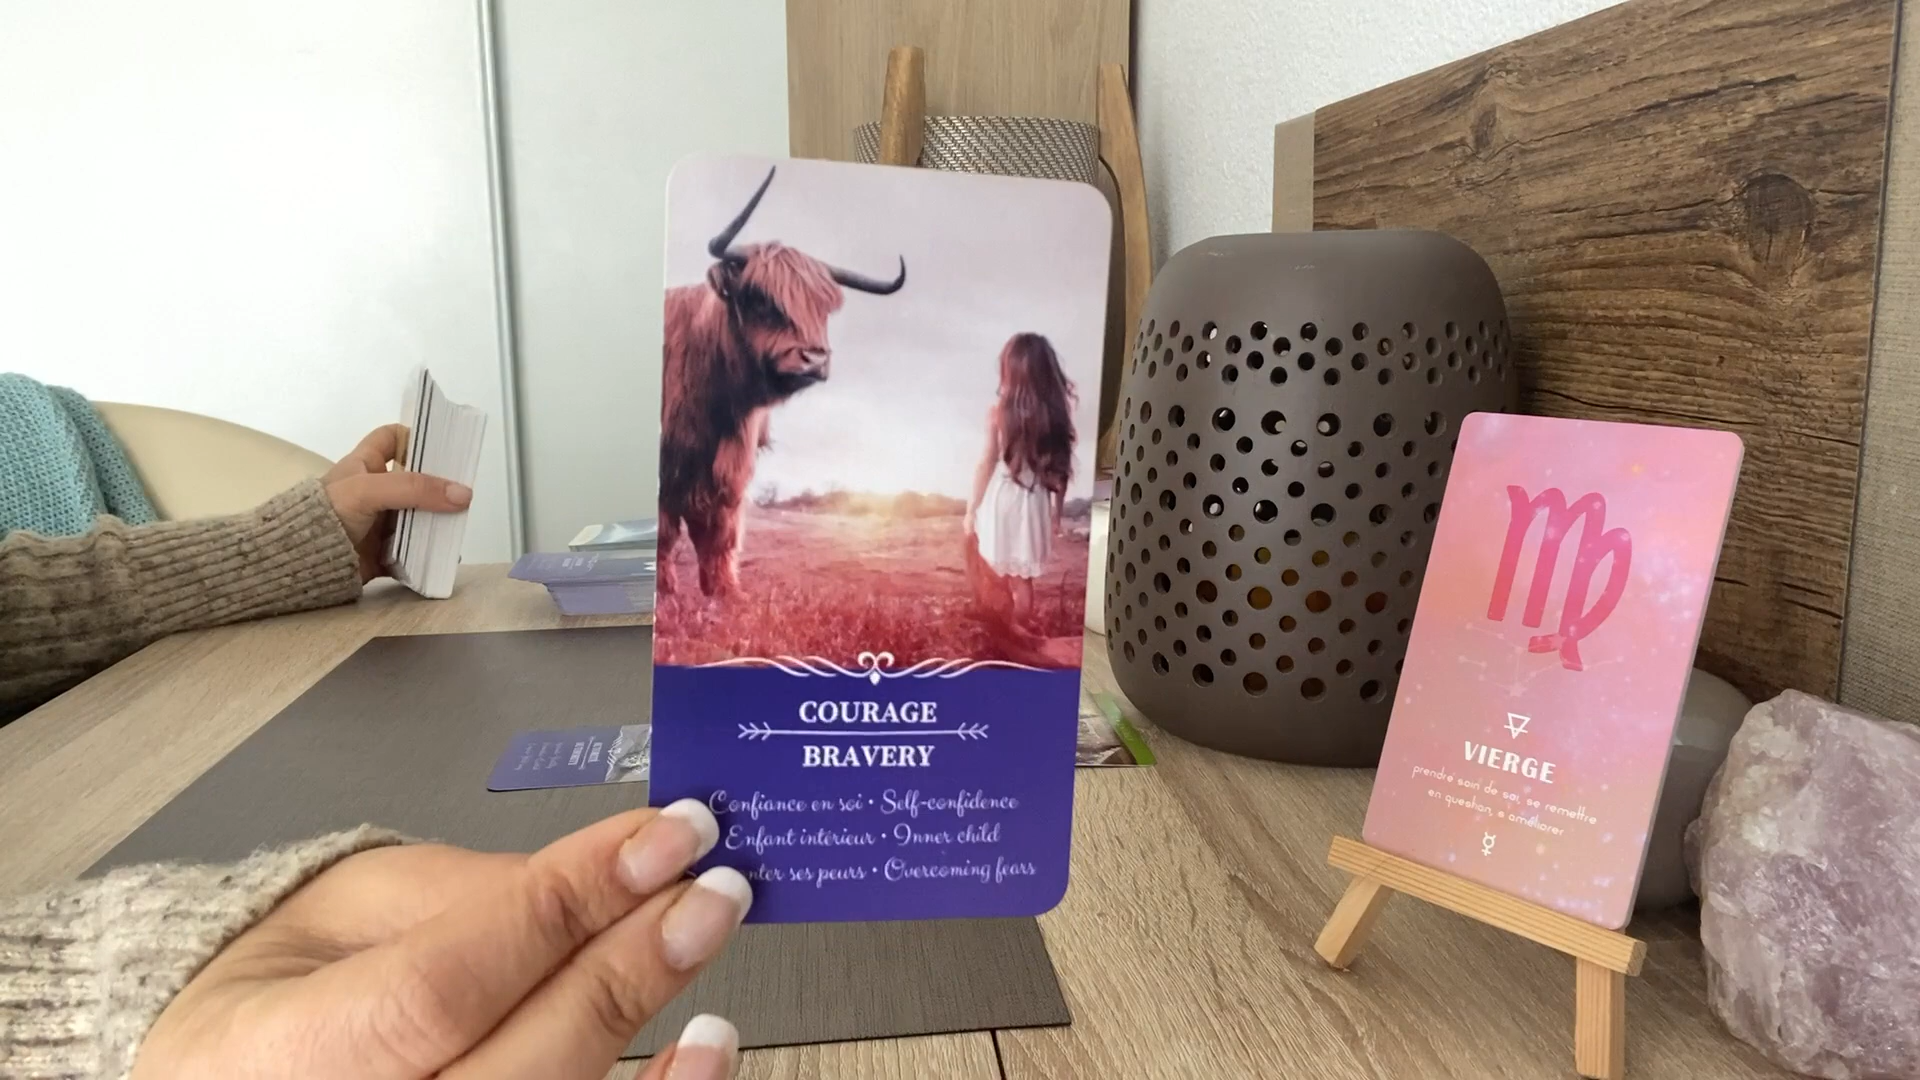 COURAGE
BRAVERY
Confiance en soi • Self-confidence
Enfant intérieur • Inner child
ses peurs • Overcoming fears
VIERGE
prendre soin de soi, se remettre
en question, s'améliorer